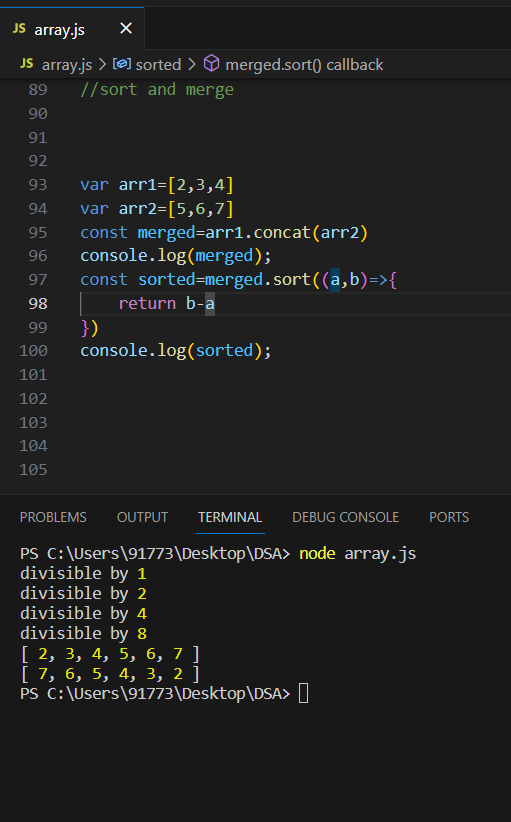 JS array.js ×
JS array.js > sorted > merged.sort() callback
89 //sort and merge
90
91
92
93 var arr1=[2,3,4]
94 var arr2=[5,6,7]
95 const merged=arr1.concat(arr2)
96 console.log(merged);
97 const sorted=merged.sort((a,b)=>{
98     return b-a
99 })
100 console.log(sorted);
101
102
103
104
105
PROBLEMS OUTPUT TERMINAL DEBUG CONSOLE PORTS
PS C:\Users\91773\Desktop\DSA> node array.js
divisible by 1
divisible by 2
divisible by 4
divisible by 8
[ 2, 3, 4, 5, 6, 7 ]
[ 7, 6, 5, 4, 3, 2 ]
PS C:\Users\91773\Desktop\DSA>